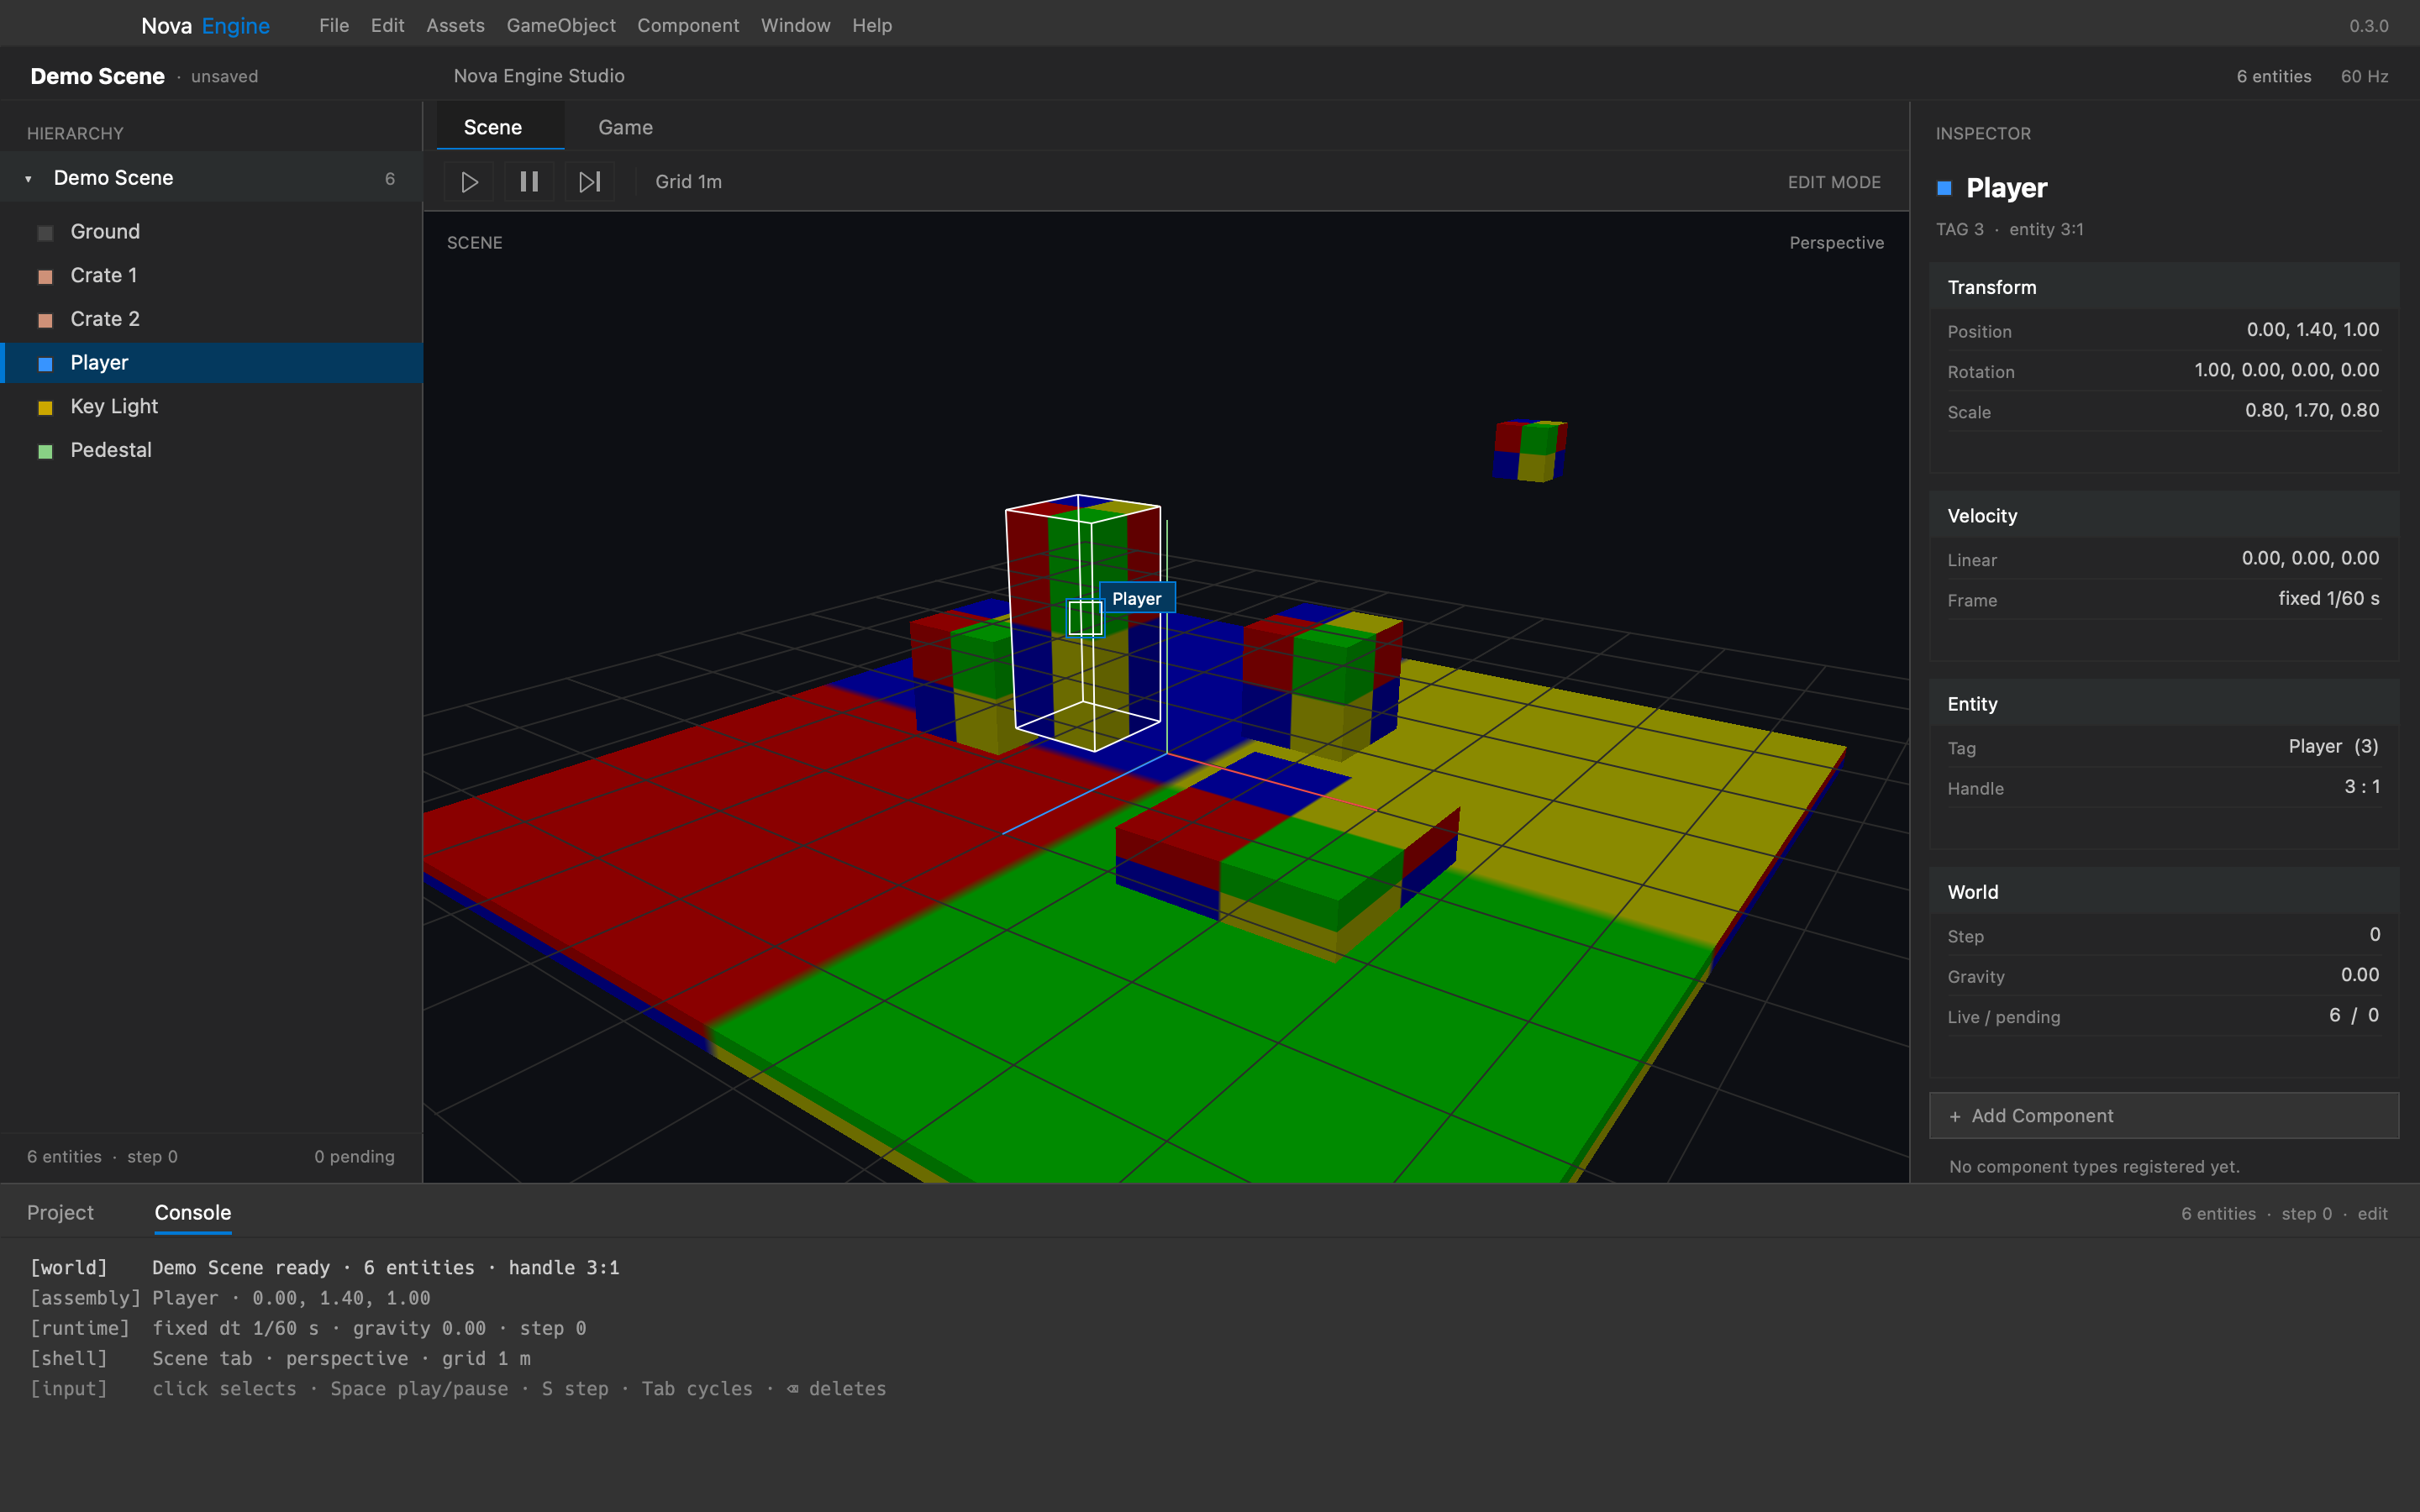 Nova Engine File Edit Assets GameObject Component Window Help 0.3.0
Demo Scene · unsaved Nova Engine Studio 6 entities 60 Hz
HIERARCHY
▾ Demo Scene 6
Ground
Crate 1
Crate 2
Player
Key Light
Pedestal
6 entities · step 0 0 pending
Scene Game
Grid 1m EDIT MODE
SCENE Perspective
Player
INSPECTOR
Player
TAG 3 · entity 3:1
Transform
Position 0.00, 1.40, 1.00
Rotation 1.00, 0.00, 0.00, 0.00
Scale 0.80, 1.70, 0.80
Velocity
Linear 0.00, 0.00, 0.00
Frame fixed 1/60 s
Entity
Tag Player (3)
Handle 3 : 1
World
Step 0
Gravity 0.00
Live / pending 6 / 0
+ Add Component
No component types registered yet.
Project Console 6 entities · step 0 · edit
[world] Demo Scene ready · 6 entities · handle 3:1
[assembly] Player · 0.00, 1.40, 1.00
[runtime] fixed dt 1/60 s · gravity 0.00 · step 0
[shell] Scene tab · perspective · grid 1 m
[input] click selects · Space play/pause · S step · Tab cycles · ⌫ deletes